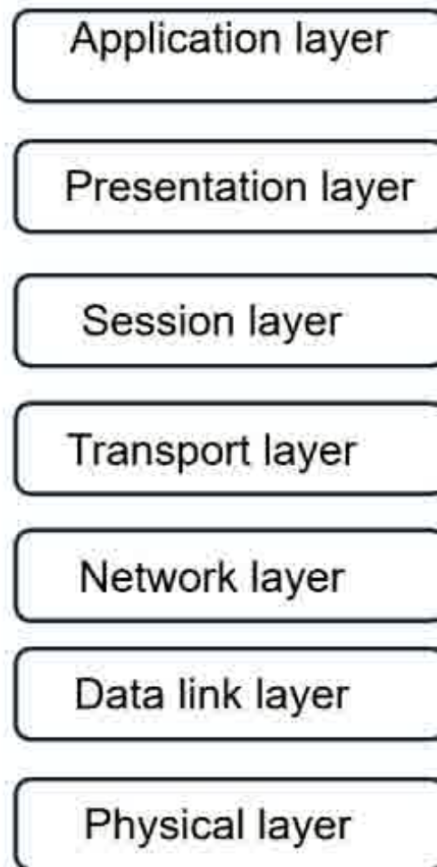 Application layer
Presentation layer
Session layer
Transport layer
Network layer
Data link layer
Physical layer